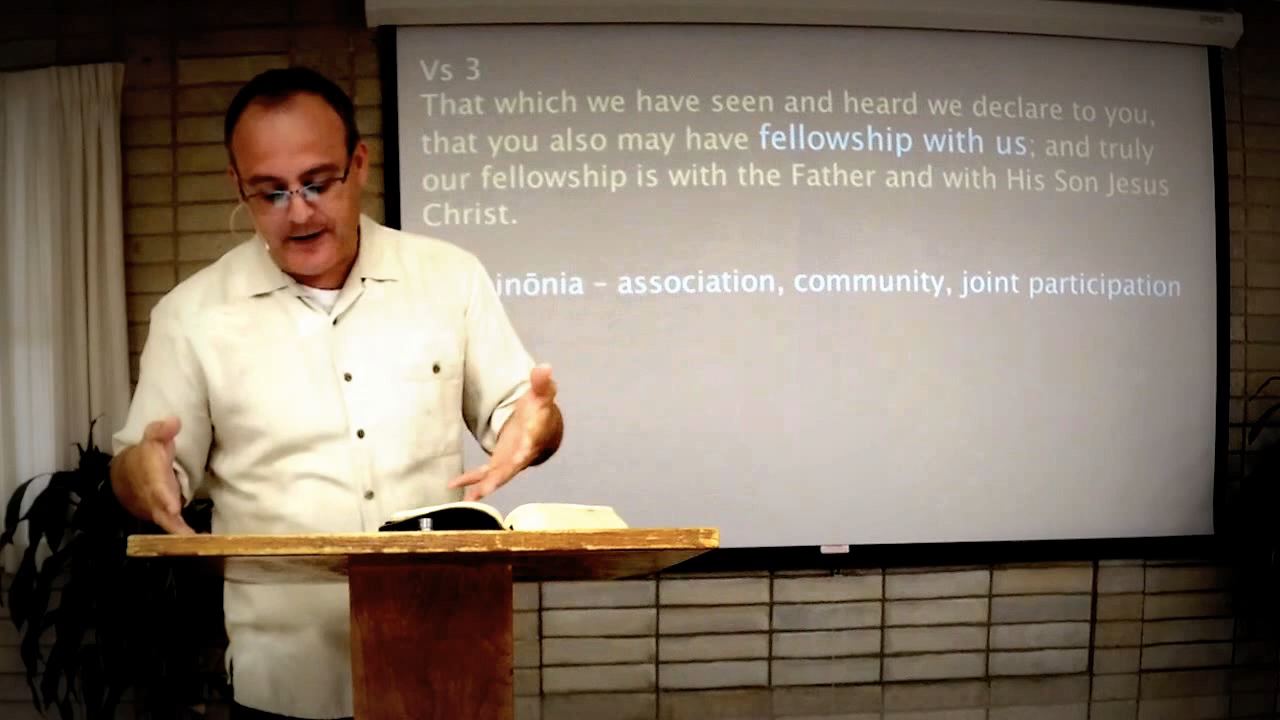 Vs 3
That which we have seen and heard we declare to you,
that you also may have fellowship with us; and truly
our fellowship is with the Father and with His Son Jesus
Christ.
– association, community, joint participation